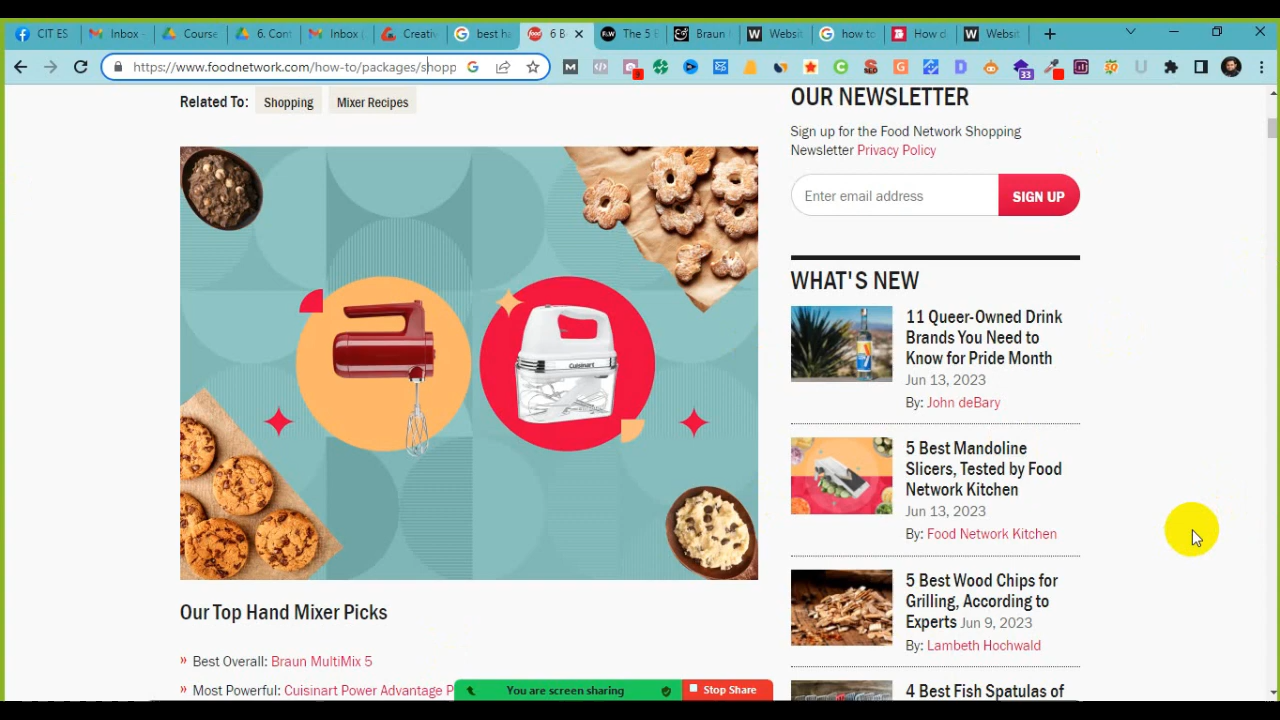 CIT ES
Inbox
Course
6. Cont
Inbox (
Creativ
best ha
6 B
The 5 E
Braun
Websit
how to
How d
Websit
https://www.foodnetwork.com/how-to/packages/shopp
33
Related To: Shopping Mixer Recipes
Cuisinart
Our Top Hand Mixer Picks
» Best Overall: Braun MultiMix 5
» Most Powerful: Cuisinart Power Advantage P
OUR NEWSLETTER
Sign up for the Food Network Shopping
Newsletter Privacy Policy
Enter email address SIGN UP
WHAT'S NEW
11 Queer-Owned Drink
Brands You Need to
Know for Pride Month
Jun 13, 2023
By: John deBary
5 Best Mandoline
Slicers, Tested by Food
Network Kitchen
Jun 13, 2023
By: Food Network Kitchen
5 Best Wood Chips for
Grilling, According to
Experts Jun 9, 2023
By: Lambeth Hochwald
4 Best Fish Spatulas of
You are screen sharing Stop Share